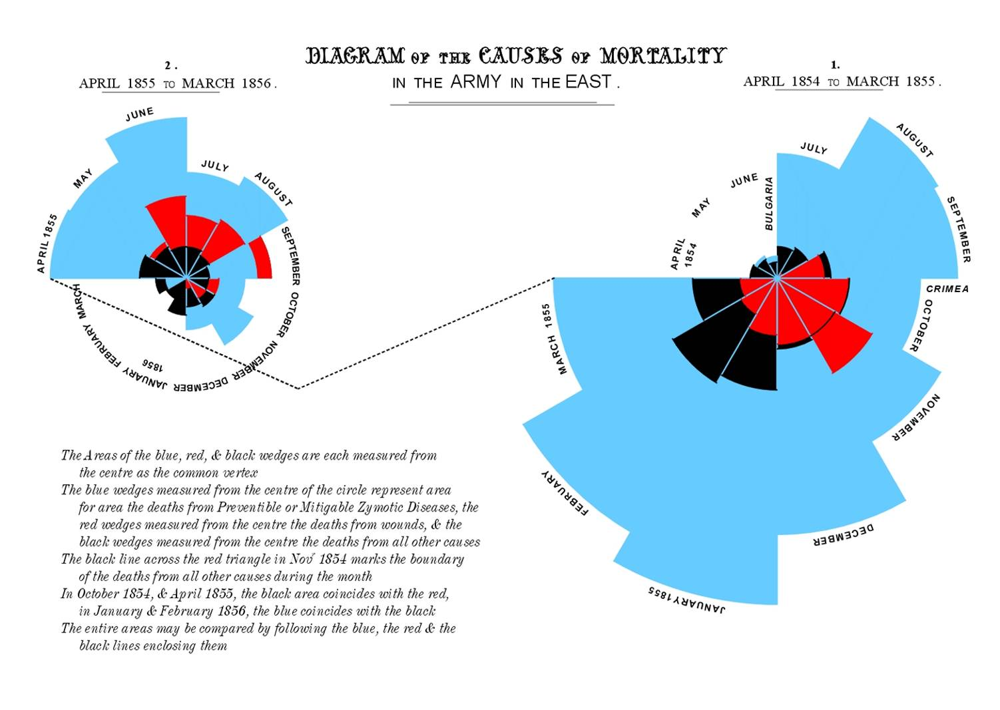 DIAGRAM OF THE CAUSES OF MORTALITY
IN THE ARMY IN THE EAST .
2 .
APRIL 1855 TO MARCH 1856 .
1.
APRIL 1854 TO MARCH 1855 .
APRIL 1855
MAY
JUNE
JULY
AUGUST
SEPTEMBER
OCTOBER
NOVEMBER
DECEMBER
JANUARY
1856
FEBRUARY
MARCH
APRIL
1854
MAY
JUNE
BULGARIA
JULY
AUGUST
SEPTEMBER
CRIMEA
OCTOBER
NOVEMBER
DECEMBER
JANUARY 1855
FEBRUARY
MARCH 1855
The Areas of the blue, red, & black wedges are each measured from
the centre as the common vertex
The blue wedges measured from the centre of the circle represent area
for area the deaths from Preventible or Mitigable Zymotic Diseases, the
red wedges measured from the centre the deaths from wounds, & the
black wedges measured from the centre the deaths from all other causes
The black line across the red triangle in Novʳ 1854 marks the boundary
of the deaths from all other causes during the month
In October 1854, & April 1855, the black area coincides with the red,
in January & February 1856, the blue coincides with the black
The entire areas may be compared by following the blue, the red & the
black lines enclosing them